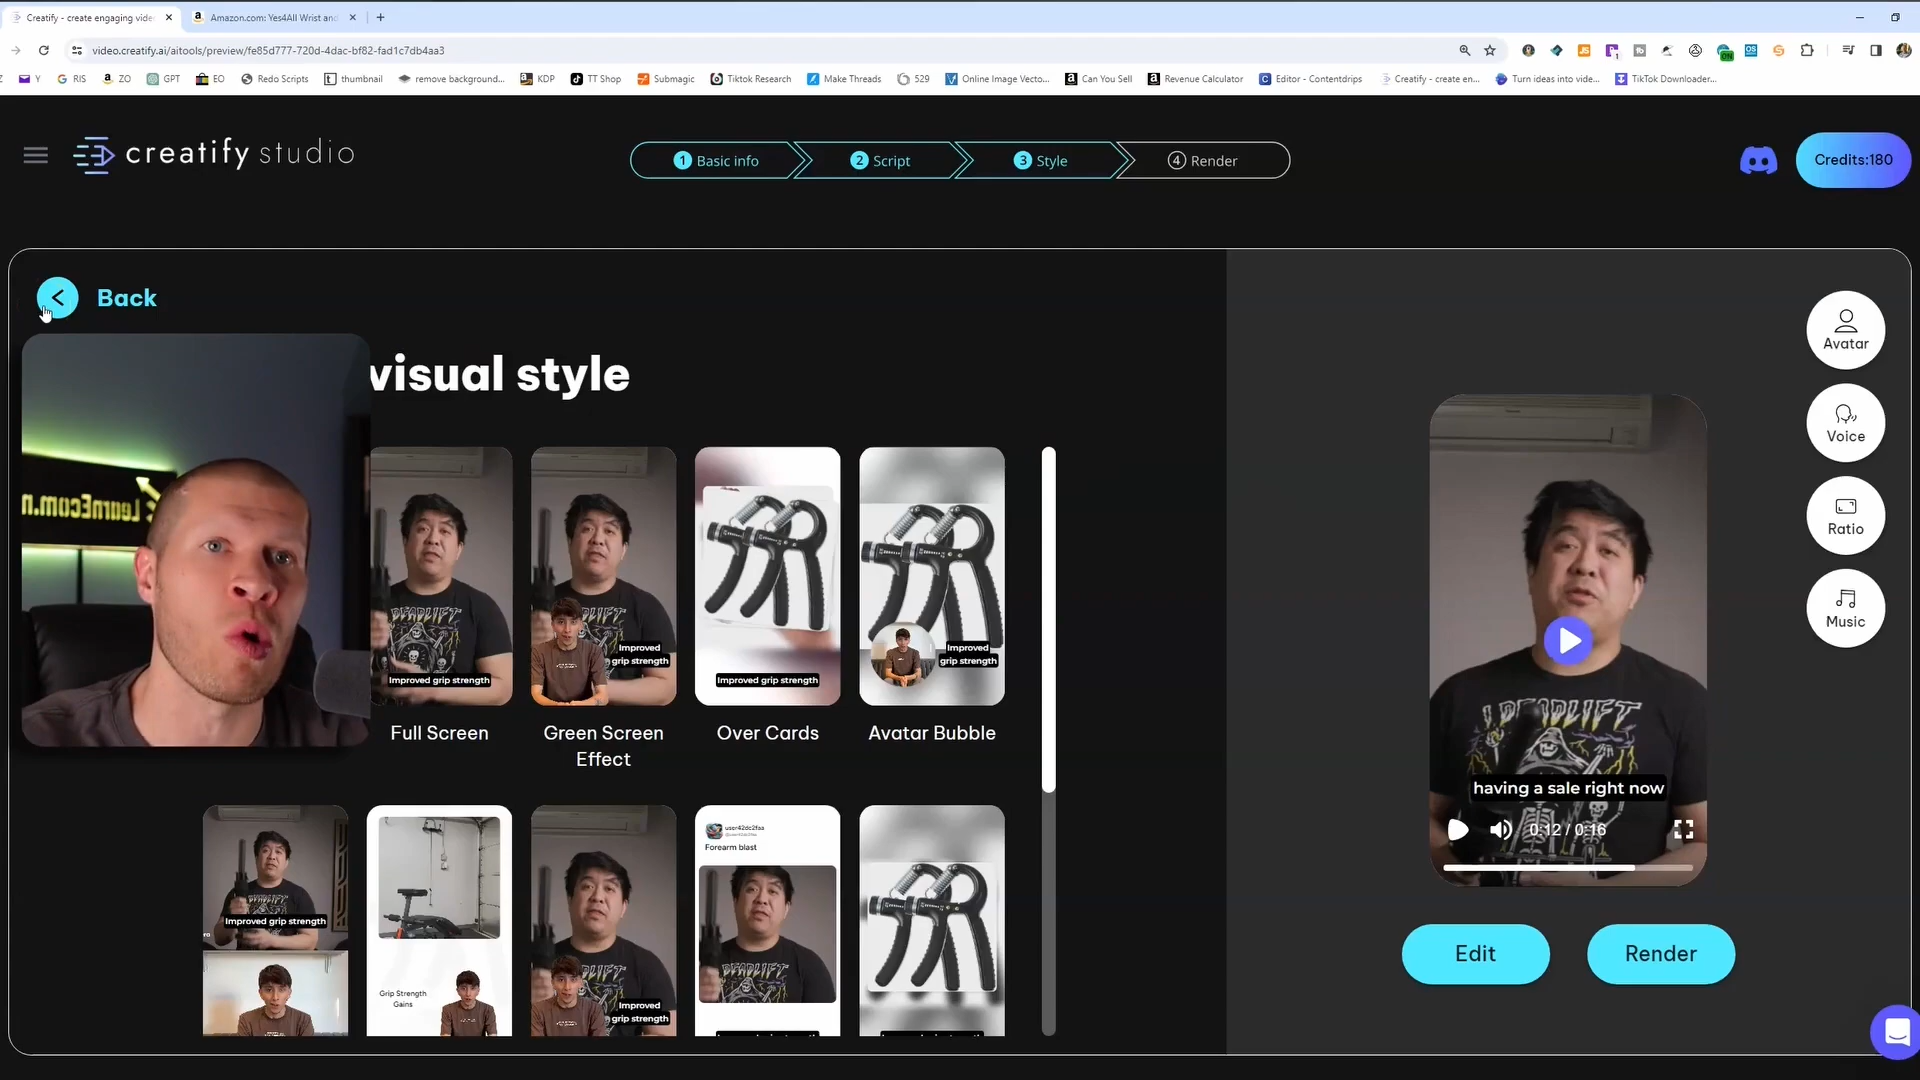 Creatify - create engaging vide
Amazon.com: Yes4All Wrist and
video.creatify.ai/aitools/preview/fe85d777-720d-4dac-bf82-fad1c7db4aa3
Y
RIS
ZO
GPT
EO
Redo Scripts
thumbnail
remove background...
KDP
TT Shop
Submagic
Tiktok Research
Make Threads
529
Online Image Vecto...
Can You Sell
Revenue Calculator
Editor - Contentdrips
Creatify - create en...
Turn ideas into vide...
TikTok Downloader...
creatify studio
1 Basic info
2 Script
3 Style
4 Render
Credits:180
Back
visual style
LearnEcom.n
Avatar
Voice
Ratio
Music
DEADLIFT
Improved grip strength
Improved
grip strength
Improved grip strength
Improved
grip strength
Full Screen
Green Screen
Effect
Over Cards
Avatar Bubble
I DEADLIFT
having a sale right now
0:12 / 0:16
Improved grip strength
Grip Strength
Gains
Improved
grip strength
user42dc2faa
Forearm blast
Edit
Render